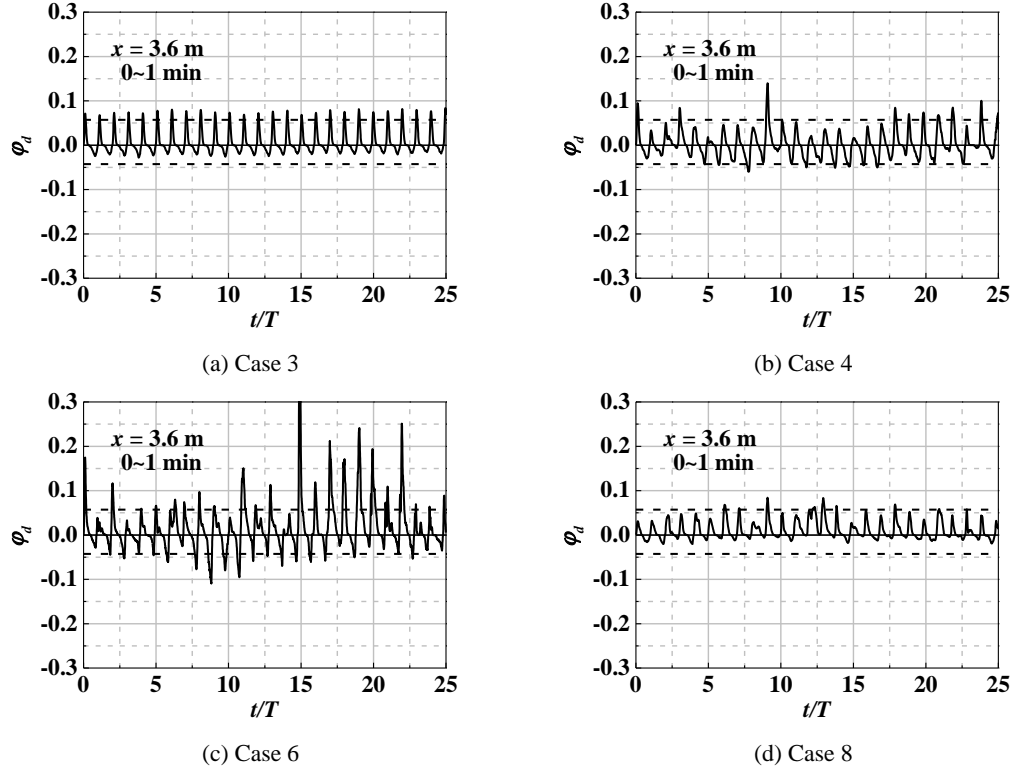 0.3
0.2
0.1
0.0
-0.1
-0.2
-0.3
φd
x = 3.6 m
0~1 min
0 5 10 15 20 25
t/T
(a) Case 3
0.3
0.2
0.1
0.0
-0.1
-0.2
-0.3
φd
x = 3.6 m
0~1 min
0 5 10 15 20 25
t/T
(b) Case 4
0.3
0.2
0.1
0.0
-0.1
-0.2
-0.3
φd
x = 3.6 m
0~1 min
0 5 10 15 20 25
t/T
(c) Case 6
0.3
0.2
0.1
0.0
-0.1
-0.2
-0.3
φd
x = 3.6 m
0~1 min
0 5 10 15 20 25
t/T
(d) Case 8